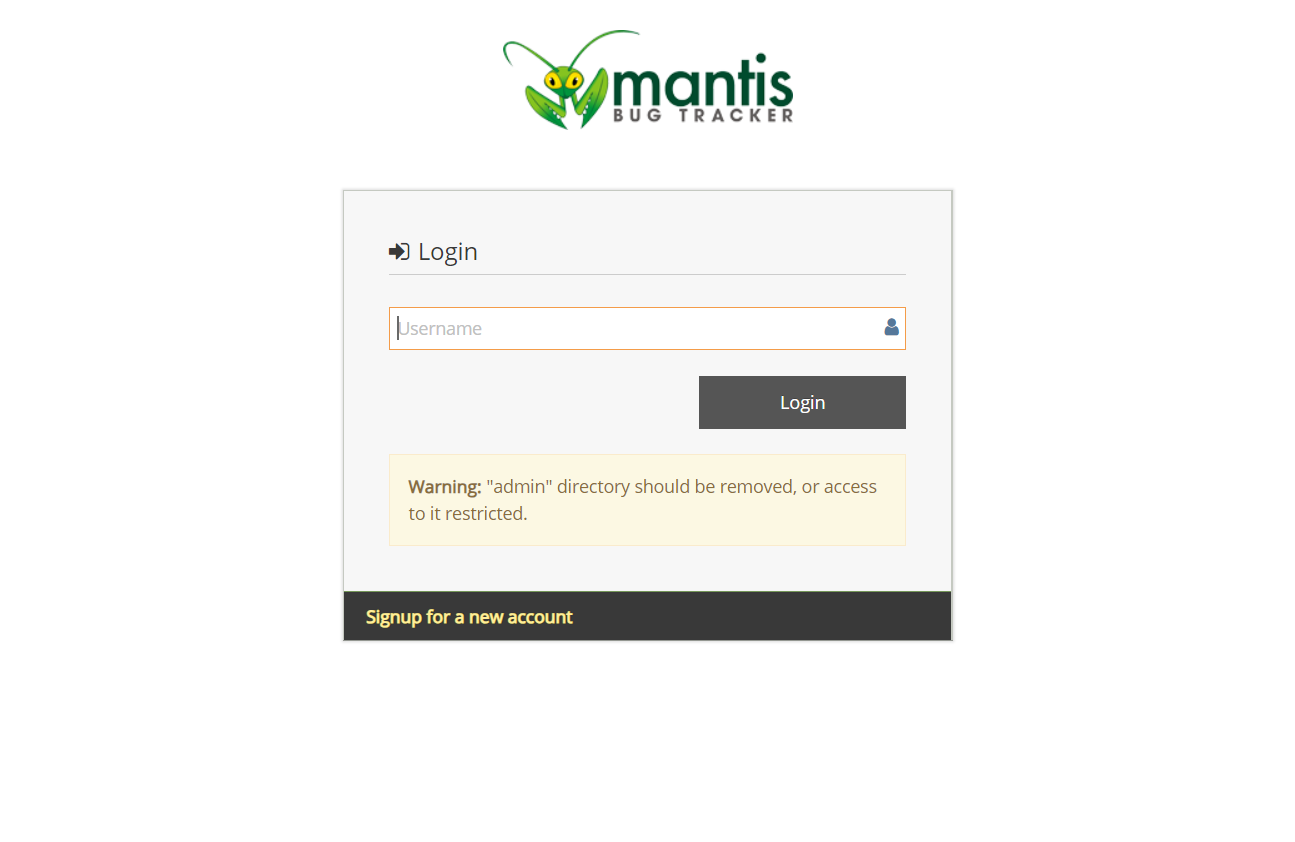 mantis
BUG TRACKER
Login
Username
Login
Warning: "admin" directory should be removed, or access
to it restricted.
Signup for a new account